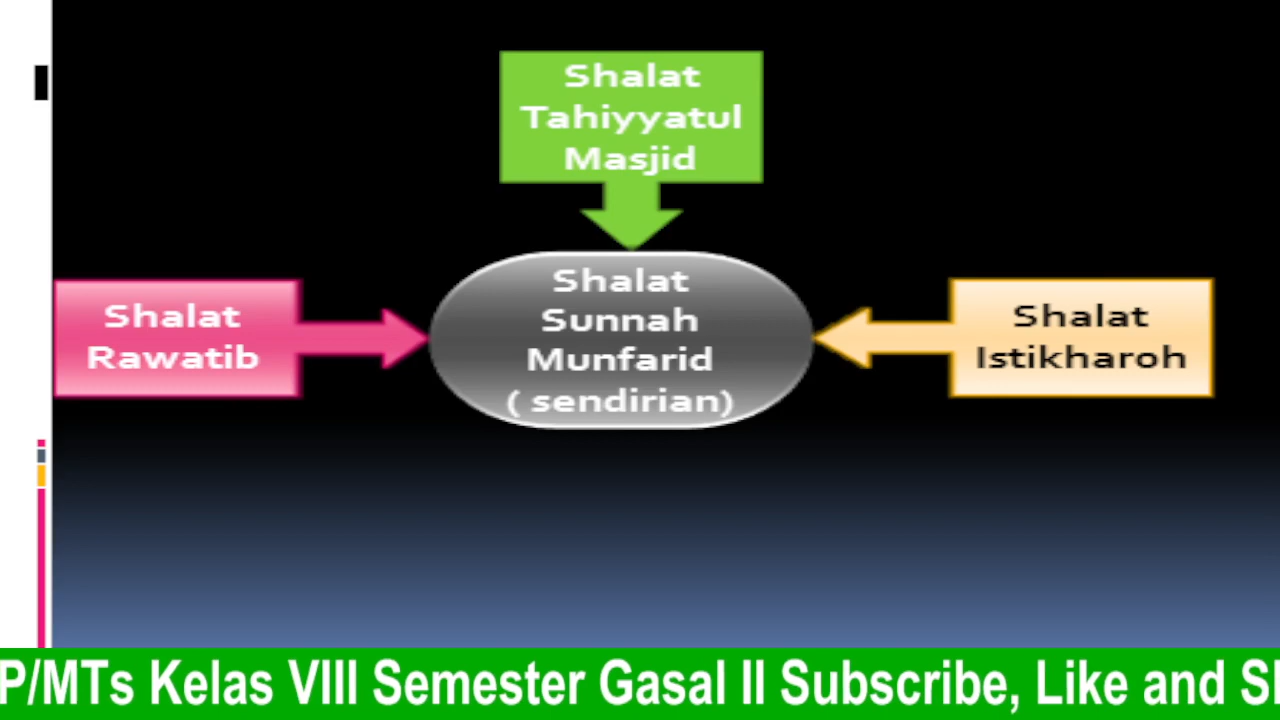 Shalat
Tahiyyatul
Masjid
Shalat
Rawatib
Shalat
Sunnah
Munfarid
( sendirian)
Shalat
Istikharoh
P/MTs Kelas VIII Semester Gasal II Subscribe, Like and